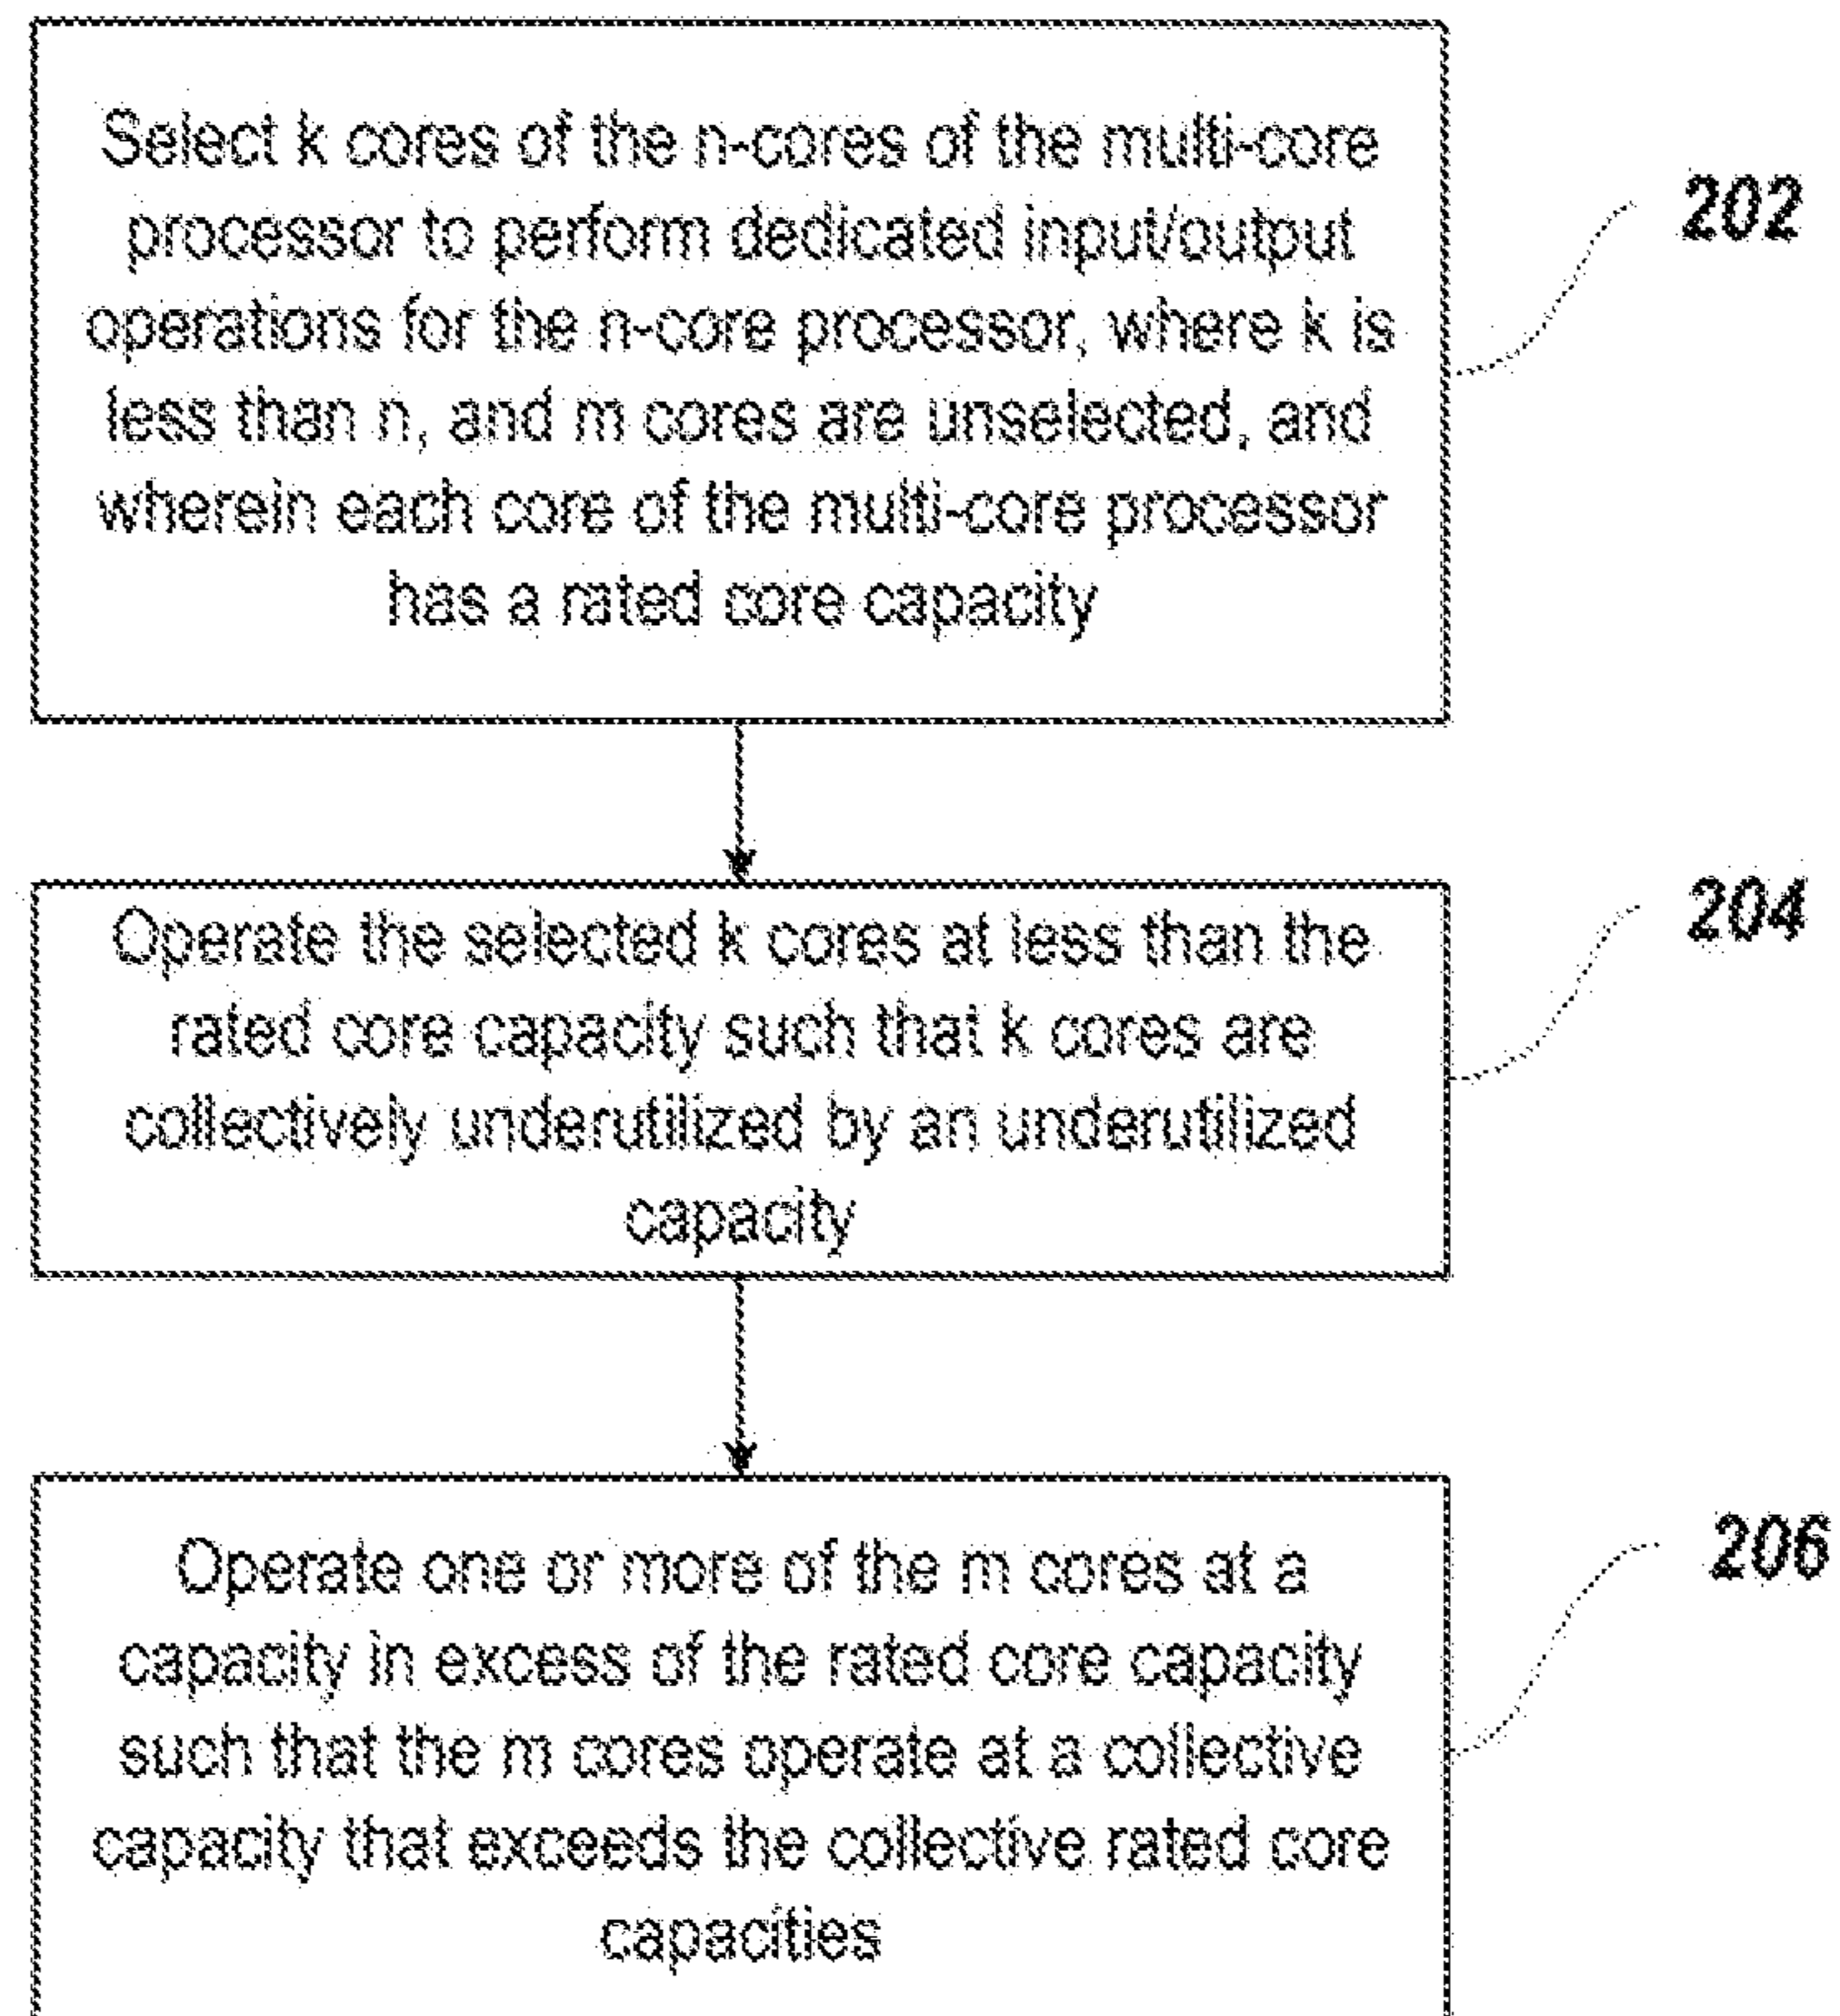 Select k cores of the n-cores of the multi-core
processor to perform dedicated input/output
operations for the n-core processor, where k is
less than n, and m cores are unselected, and
wherein each core of the multi-core processor
has a rated core capacity
202
Operate the selected k cores at less than the
rated core capacity such that k cores are
collectively underutilized by an underutilized
capacity
204
Operate one or more of the m cores at a
capacity in excess of the rated core capacity
such that the m cores operate at a collective
capacity that exceeds the collective rated core
capacities
206